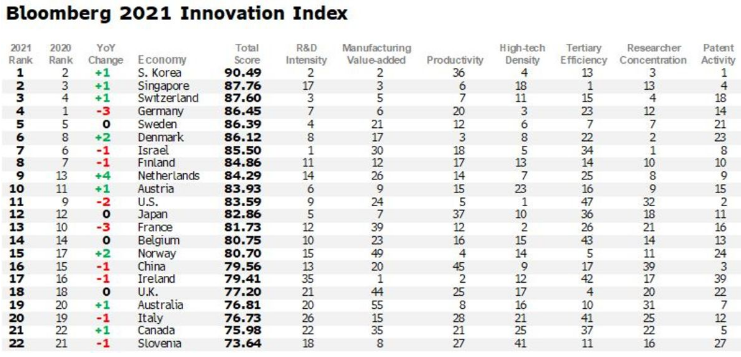 Bloomberg 2021 Innovation Index
2021 2020 YoY Total R&D Manufacturing High-tech Tertiary Researcher Patent
Rank Rank Change Economy Score Intensity Value-added Productivity Density Efficiency Concentration Activity
1 2 +1 S. Korea 90.49 2 2 36 4 13 3 1
2 3 +1 Singapore 87.76 17 3 6 18 1 13 4
3 4 +1 Switzerland 87.60 3 5 7 11 15 4 18
4 1 -3 Germany 86.45 7 6 20 3 23 12 14
5 5 0 Sweden 86.39 4 21 12 6 7 7 21
6 8 +2 Denmark 86.12 8 17 3 8 22 2 23
7 6 -1 Israel 85.50 1 30 18 5 34 1 8
8 7 -1 Finland 84.86 11 12 17 13 14 10 10
9 13 +4 Netherlands 84.29 14 26 14 7 25 8 9
10 11 +1 Austria 83.93 6 9 15 23 16 9 15
11 9 -2 U.S. 83.59 9 24 5 1 47 32 2
12 12 0 Japan 82.86 5 7 37 10 36 18 11
13 10 -3 France 81.73 12 39 12 2 26 21 16
14 14 0 Belgium 80.75 10 23 16 15 43 14 13
15 17 +2 Norway 80.70 15 49 4 14 5 11 24
16 15 -1 China 79.56 13 20 45 9 17 39 3
17 16 -1 Ireland 79.41 35 1 2 12 42 17 39
18 18 0 U.K. 77.20 21 44 25 17 4 20 22
19 20 +1 Australia 76.81 20 55 8 16 10 31 7
20 19 -1 Italy 76.73 26 15 28 21 41 25 12
21 22 +1 Canada 75.98 22 35 21 25 37 22 5
22 21 -1 Slovenia 73.64 18 8 27 41 11 16 27